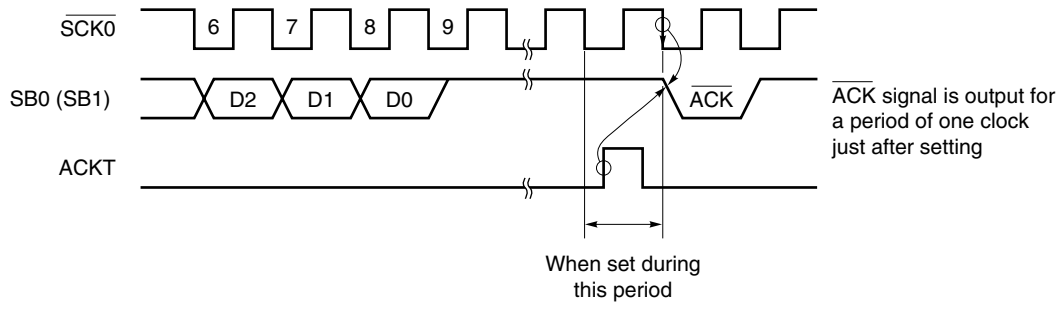 SCK0
6 7 8 9
SB0 (SB1)
D2 D1 D0
ACK
ACK signal is output for
a period of one clock
just after setting
ACKT
When set during
this period